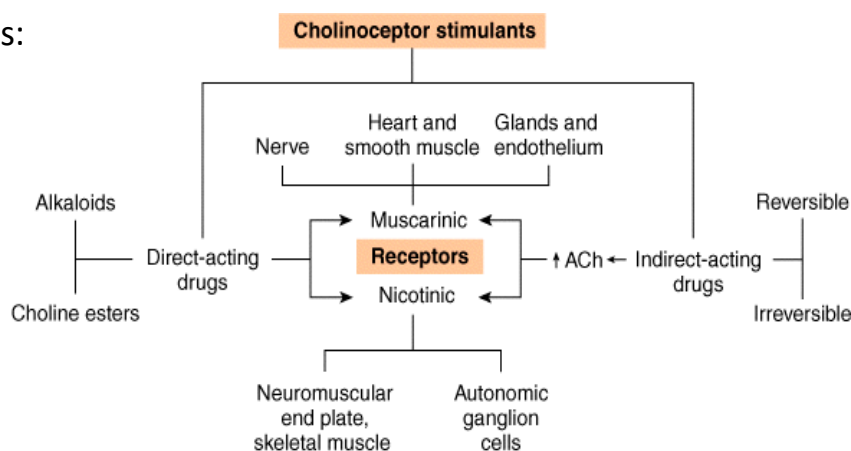 s:
Cholinoceptor stimulants
Nerve
Heart and
smooth muscle
Glands and
endothelium
Alkaloids
Reversible
Muscarinic
Direct-acting
drugs
Receptors
↑ ACh
Indirect-acting
drugs
Nicotinic
Choline esters
Irreversible
Neuromuscular
end plate,
skeletal muscle
Autonomic
ganglion
cells